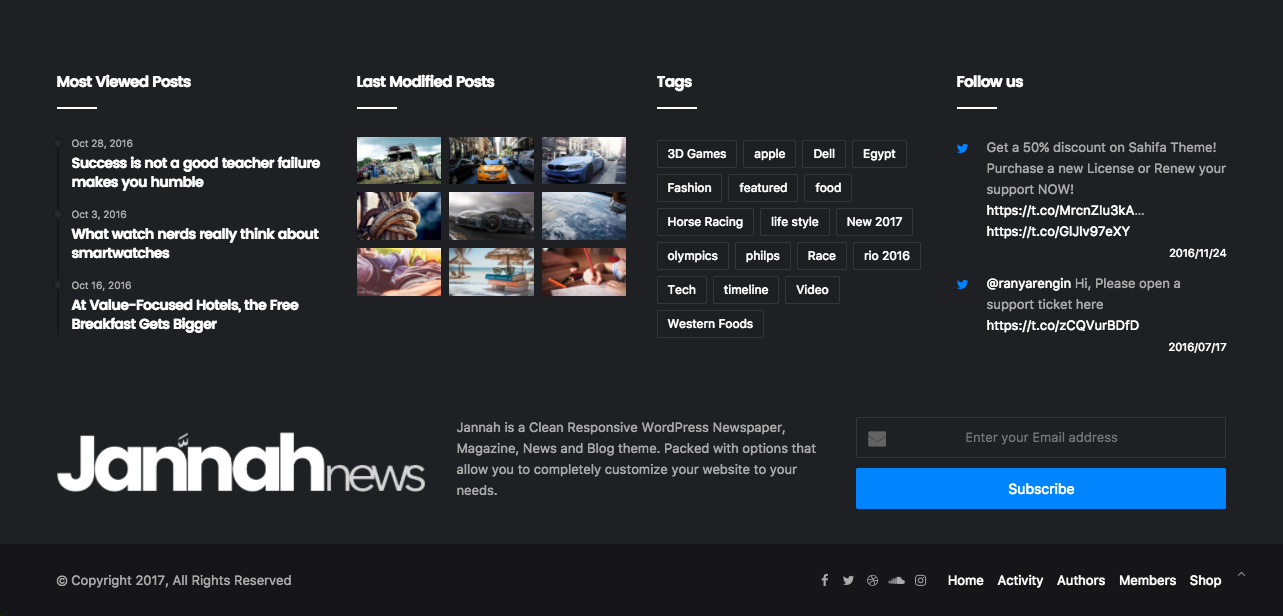 Most Viewed Posts
Oct 28, 2016
Success is not a good teacher failure
makes you humble
Oct 3, 2016
What watch nerds really think about
smartwatches
Oct 16, 2016
At Value-Focused Hotels, the Free
Breakfast Gets Bigger
Last Modified Posts
Tags
3D Games apple Dell Egypt
Fashion featured food
Horse Racing life style New 2017
olympics philps Race rio 2016
Tech timeline Video
Western Foods
Follow us
Get a 50% discount on Sahifa Theme!
Purchase a new License or Renew your
support NOW!
https://t.co/MrcnZlu3kA...
https://t.co/GlJlv97eXY
2016/11/24
@ranyarengin Hi, Please open a
support ticket here
https://t.co/zCQVurBDfD
2016/07/17
Jannahnews
Jannah is a Clean Responsive WordPress Newspaper,
Magazine, News and Blog theme. Packed with options that
allow you to completely customize your website to your
needs.
Enter your Email address
Subscribe
© Copyright 2017, All Rights Reserved
Home Activity Authors Members Shop